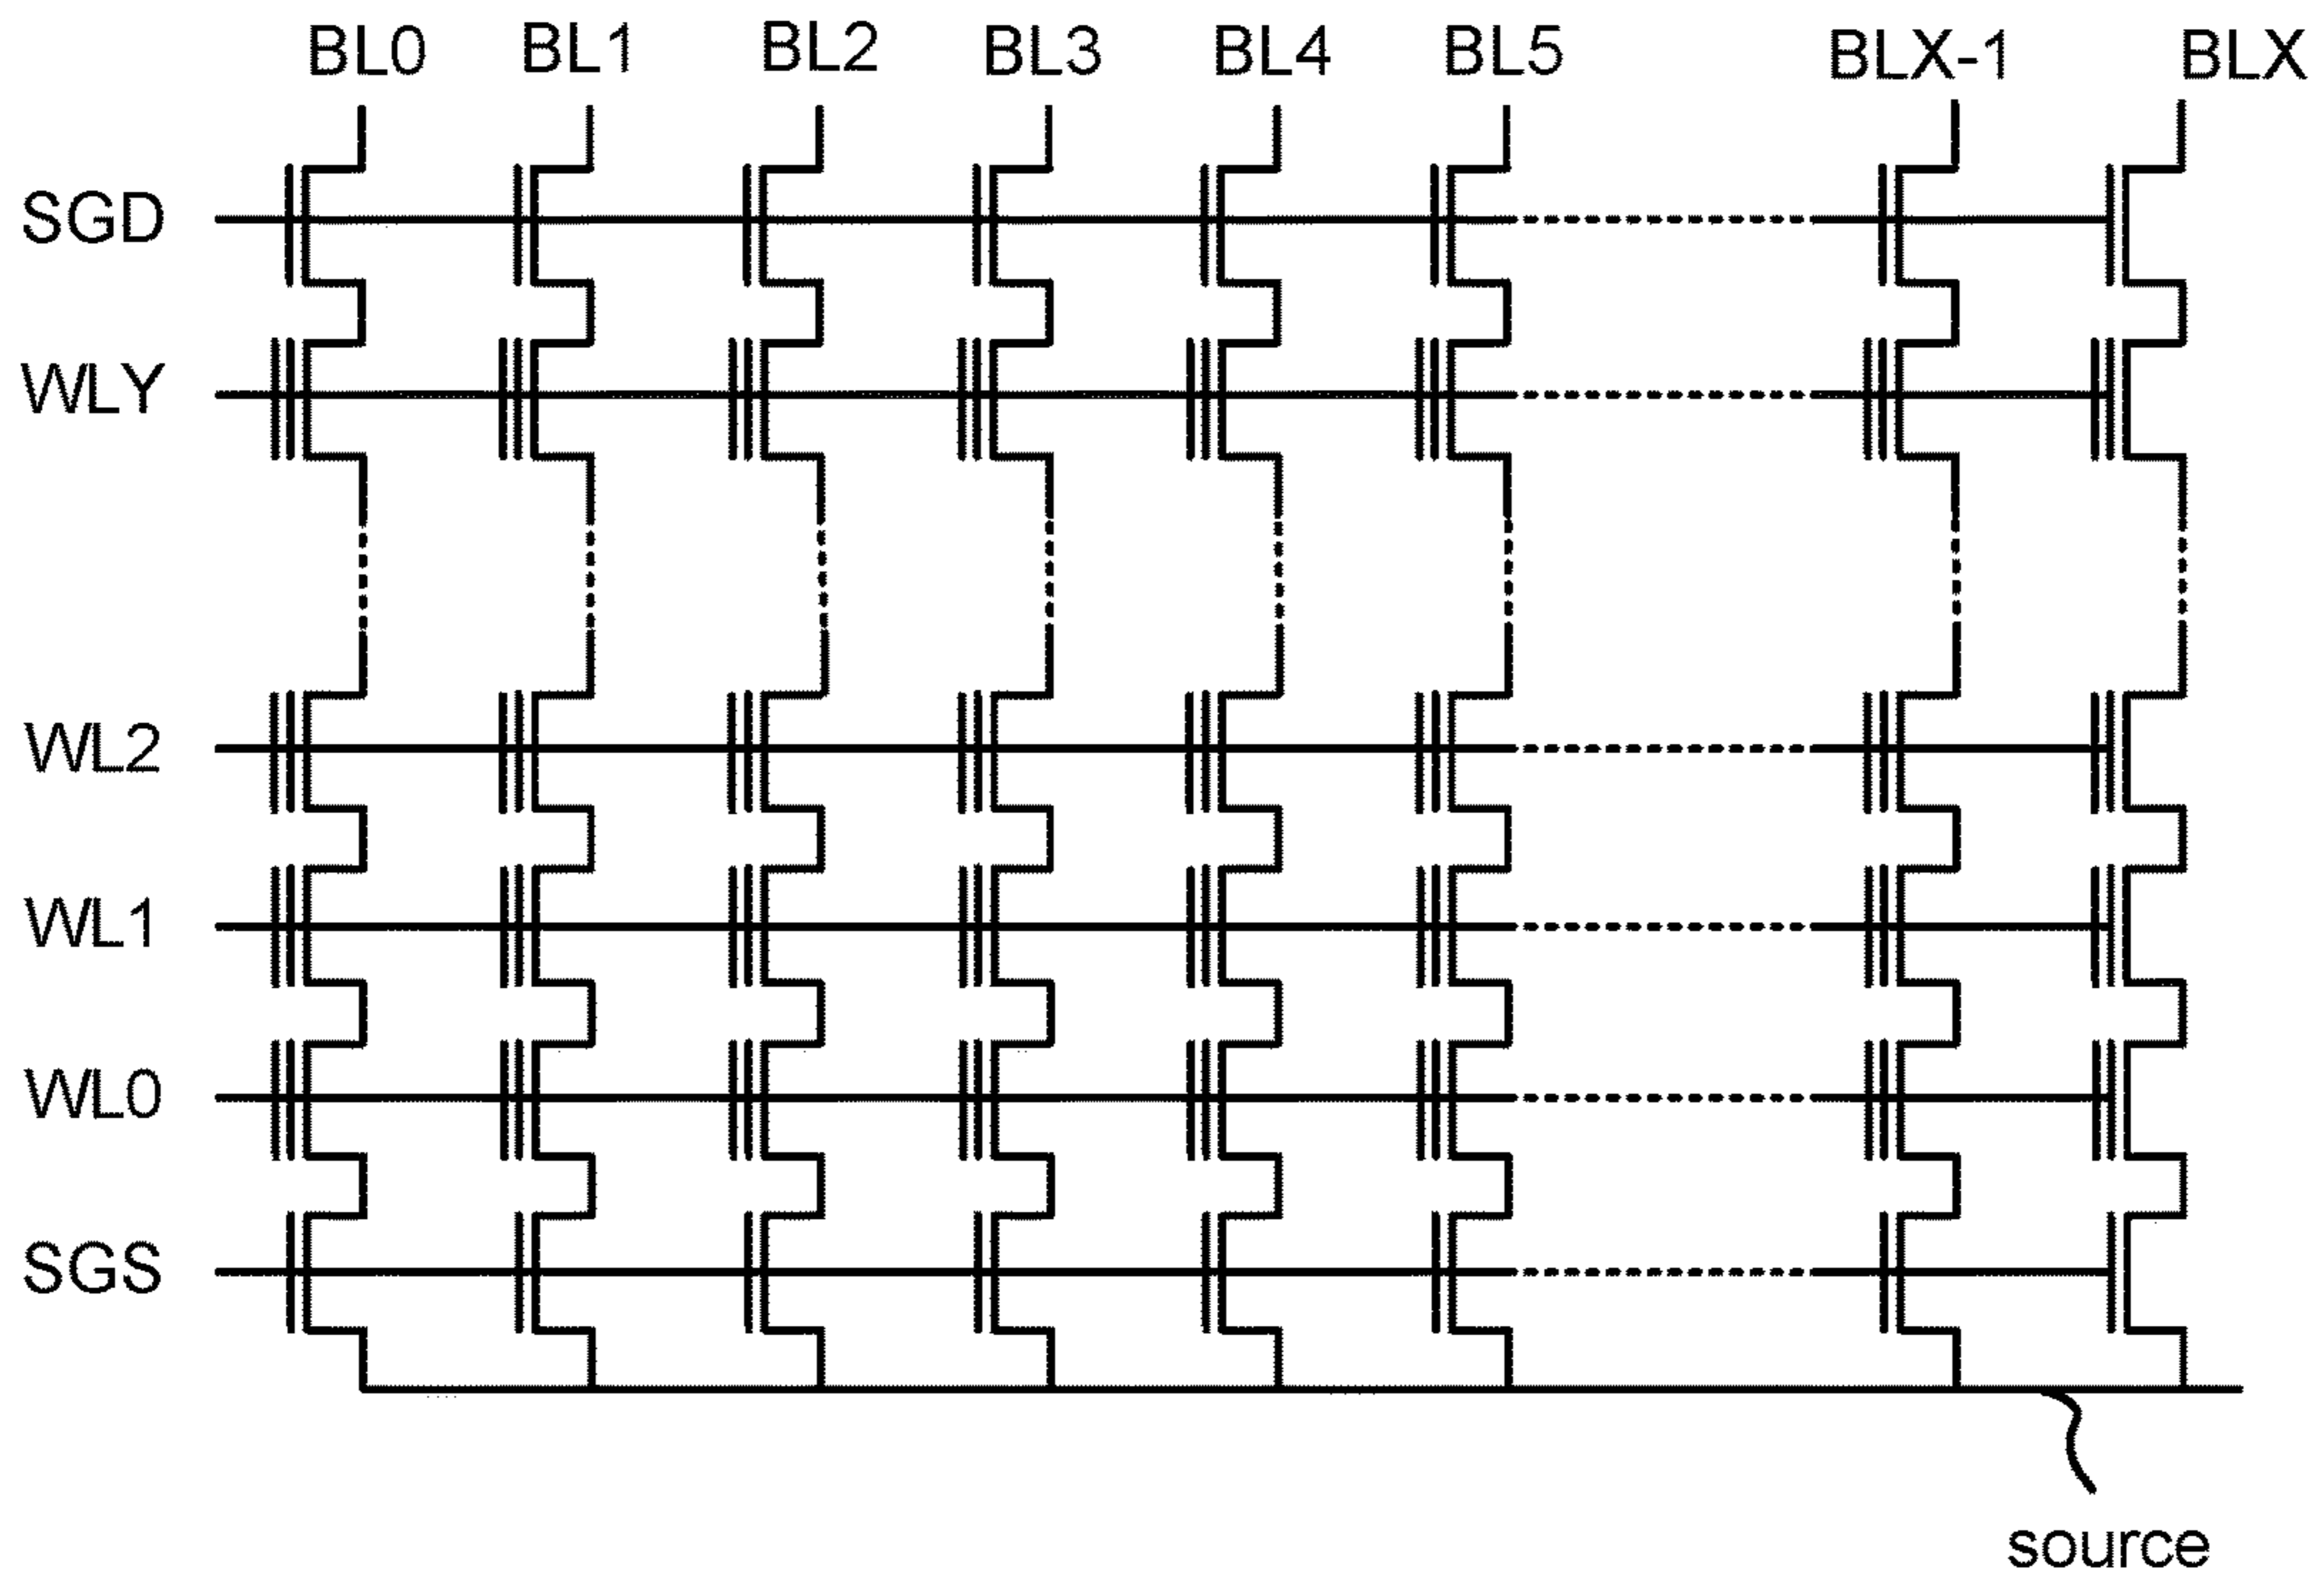 BL0 BL1 BL2 BL3 BL4 BL5 BLX-1 BLX
SGD
WLY
WL2
WL1
WL0
SGS
source